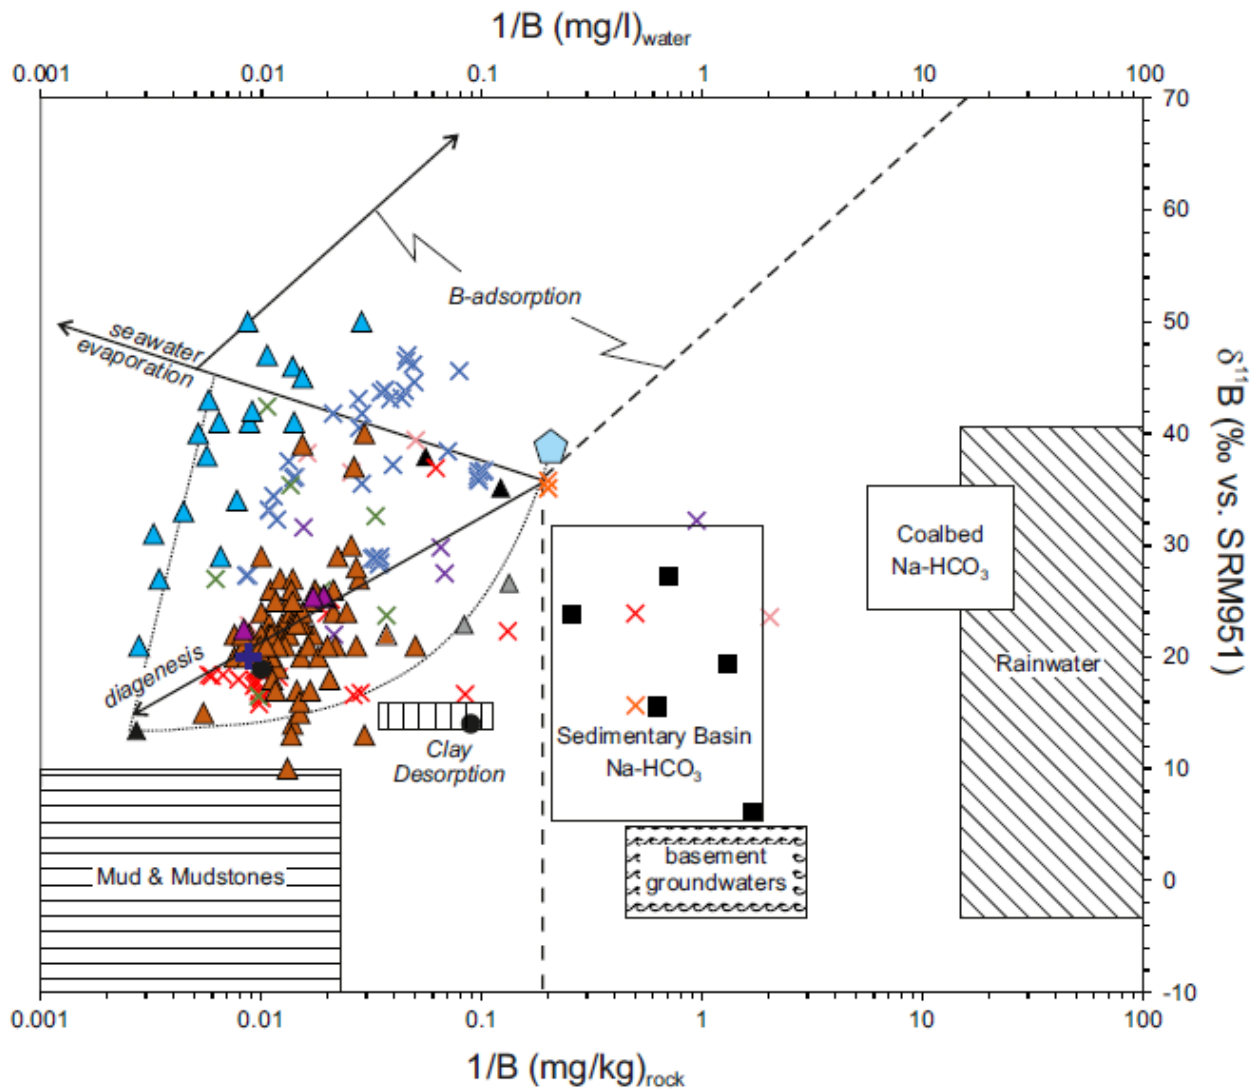 1/B (mg/l)water
0.001 0.01 0.1 1 10 100
70
60
50
40
30
20
10
0
-10
δ11B (‰ vs. SRM951)
B-adsorption
seawater
evaporation
diagenesis
Clay
Desorption
Coalbed
Na-HCO3
Rainwater
Sedimentary Basin
Na-HCO3
basement
groundwaters
Mud & Mudstones
0.001 0.01 0.1 1 10 100
1/B (mg/kg)rock